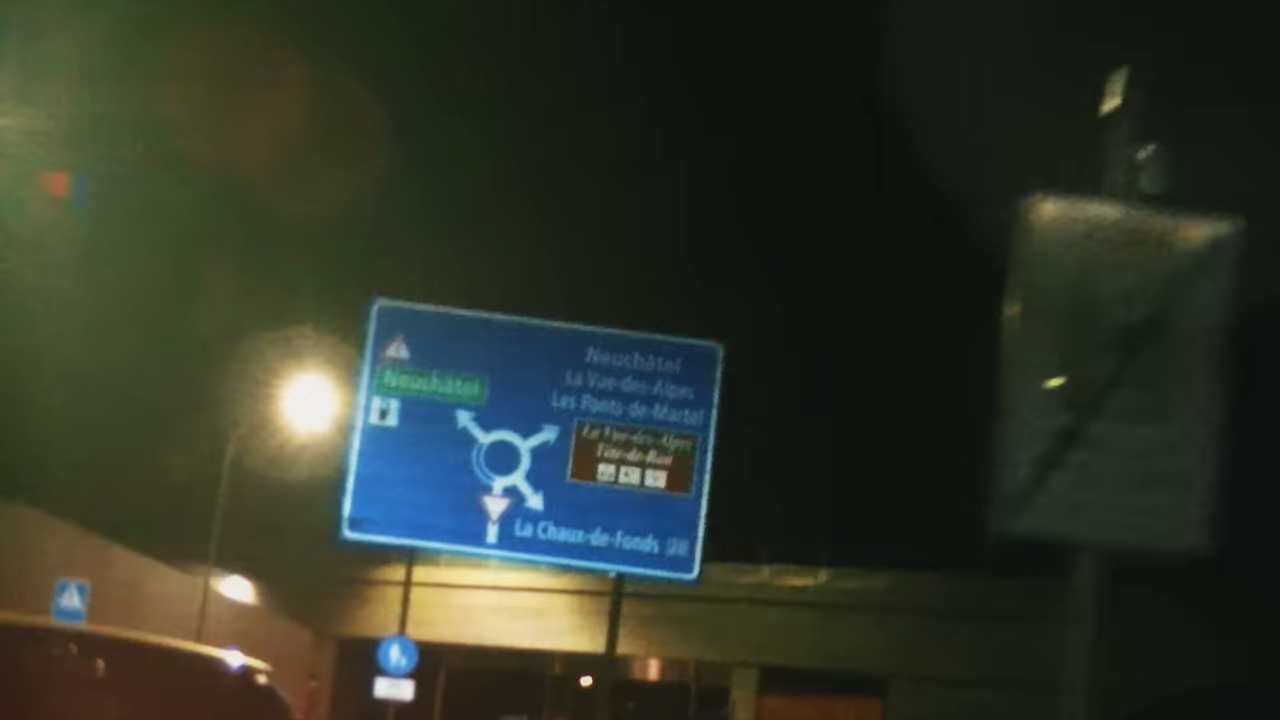 Neuchâtel
La Vue-des-Alpes
Les Ponts-de-Martel
Neuchâtel
La Vue-des-Alpes
Tête-de-Ran
La Chaux-de-Fonds